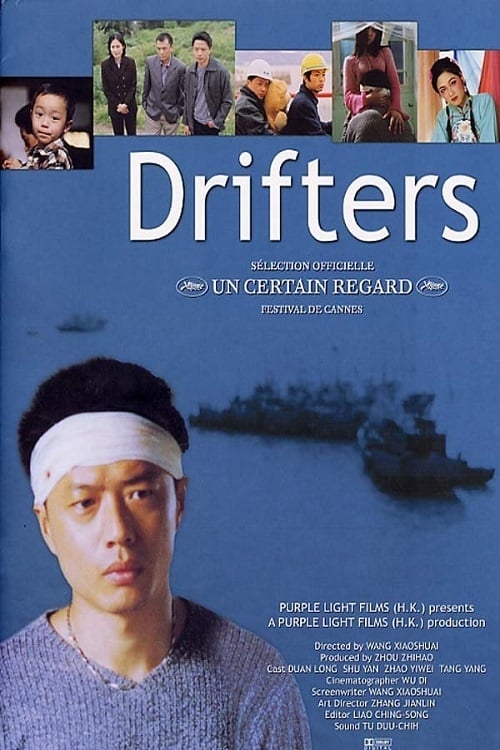 Drifters
SÉLECTION OFFICIELLE
UN CERTAIN REGARD
FESTIVAL DE CANNES
PURPLE LIGHT FILMS (H.K.) presents
A PURPLE LIGHT FILMS (H.K.) production
Directed by WANG XIAOSHUAI
Produced by ZHOU ZHIHAO
Cast DUAN LONG SHU YAN ZHAO YIWEI TANG YANG
Cinematographer WU DI
Screenwriter WANG XIAOSHUAI
Art Director ZHANG JIANLIN
Editor LIAO CHING-SONG
Sound TU DUU-CHIH